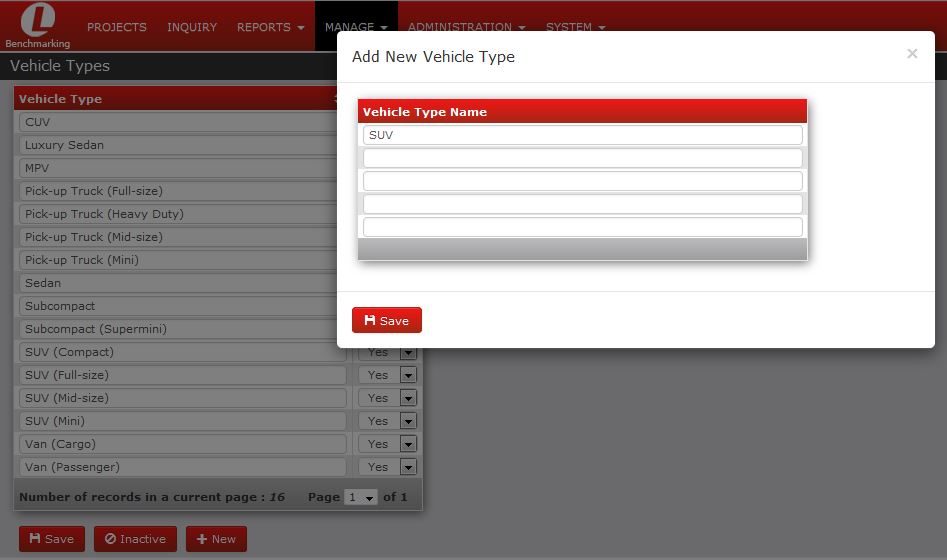 L
Benchmarking
PROJECTS INQUIRY REPORTS MANAGE ADMINISTRATION SYSTEM
Vehicle Types
Add New Vehicle Type ×
Vehicle Type
Vehicle Type Name
SUV
CUV
Luxury Sedan
MPV
Pick-up Truck (Full-size)
Pick-up Truck (Heavy Duty)
Pick-up Truck (Mid-size)
Pick-up Truck (Mini)
Sedan
Subcompact
Subcompact (Supermini)
SUV (Compact) Yes
SUV (Full-size) Yes
SUV (Mid-size) Yes
SUV (Mini) Yes
Van (Cargo) Yes
Van (Passenger) Yes
Number of records in a current page : 16 Page 1 of 1
Save Inactive New
Save